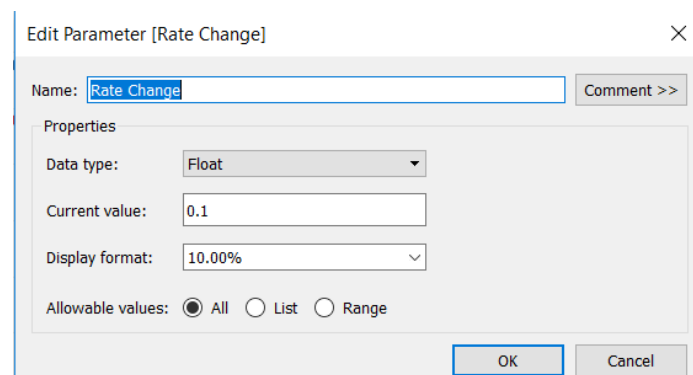 Edit Parameter [Rate Change]
Name: Rate Change Comment >>
Properties
Data type: Float
Current value: 0.1
Display format: 10.00%
Allowable values: All List Range
OK Cancel